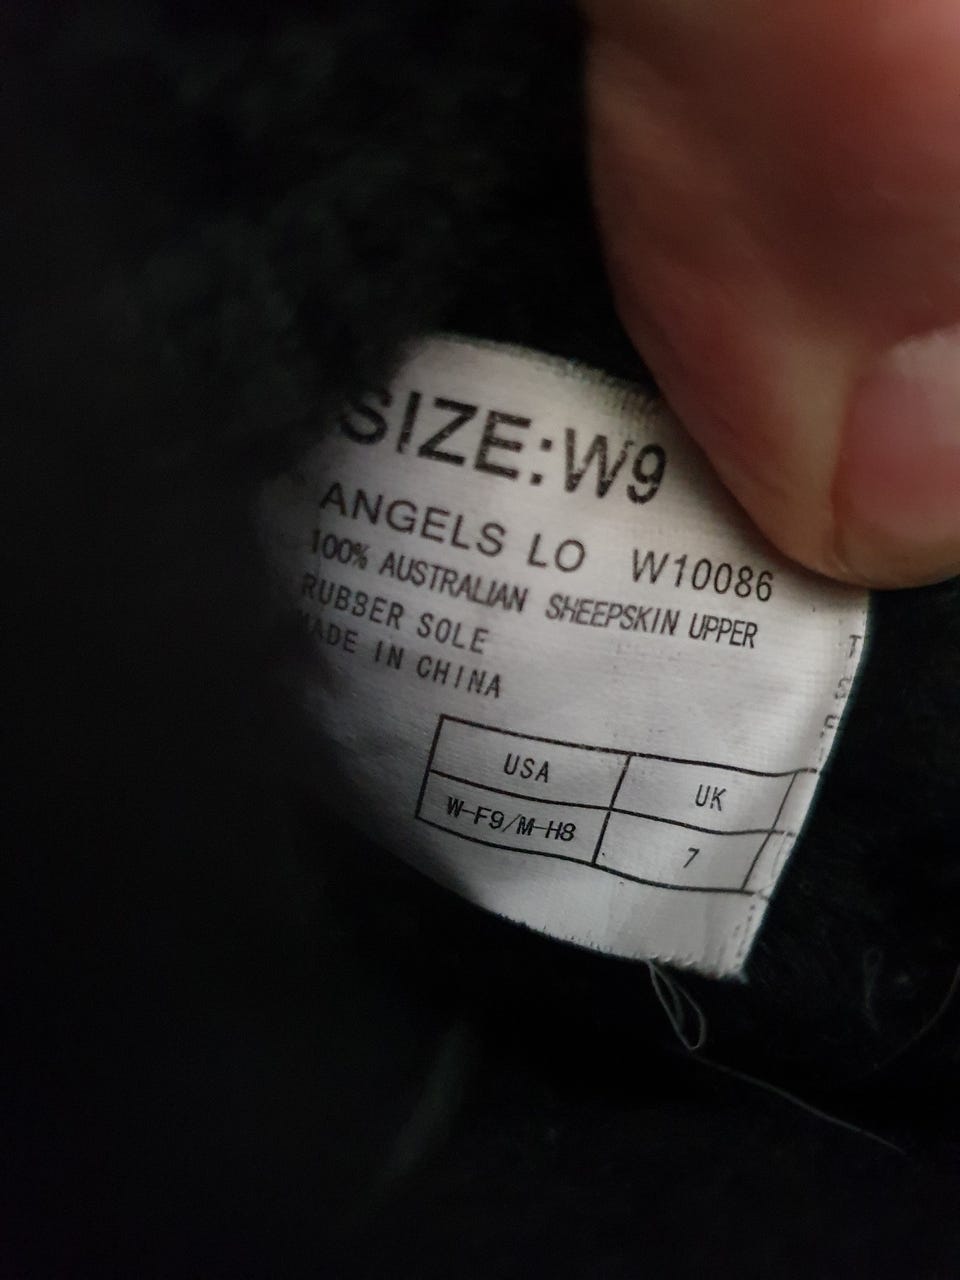 SIZE:W9
ANGELS LO W10086
100% AUSTRALIAN SHEEPSKIN UPPER
RUBBER SOLE
MADE IN CHINA
USA UK
W-F9/M-H8 7